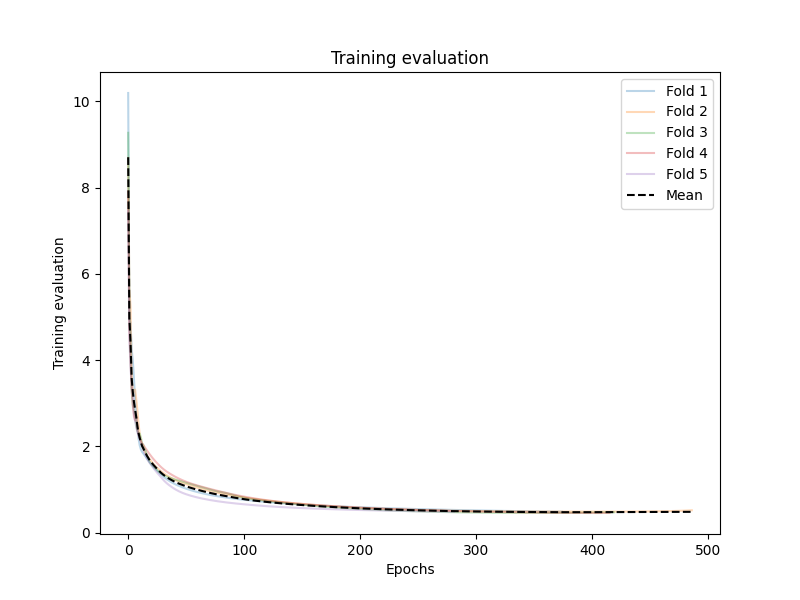 Training evaluation
Training evaluation
10
8
6
4
2
0
0 100 200 300 400 500
Epochs
Fold 1
Fold 2
Fold 3
Fold 4
Fold 5
Mean